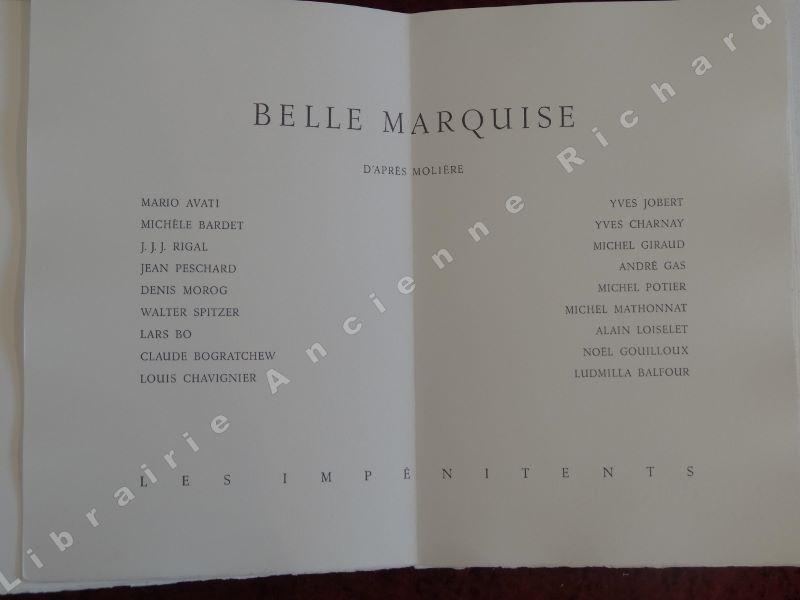 BELLE MARQUISE
D'APRÈS MOLIÈRE
MARIO AVATI
MICHÈLE BARDET
J. J. J. RIGAL
JEAN PESCHARD
DENIS MOROG
WALTER SPITZER
LARS BO
CLAUDE BOGRATCHEW
LOUIS CHAVIGNIER
YVES JOBERT
YVES CHARNAY
MICHEL GIRAUD
ANDRÉ GAS
MICHEL POTIER
MICHEL MATHONNAT
ALAIN LOISELET
NOËL GOUILLOUX
LUDMILLA BALFOUR
LES IMPÉNITENTS
Librairie Ancienne Richard